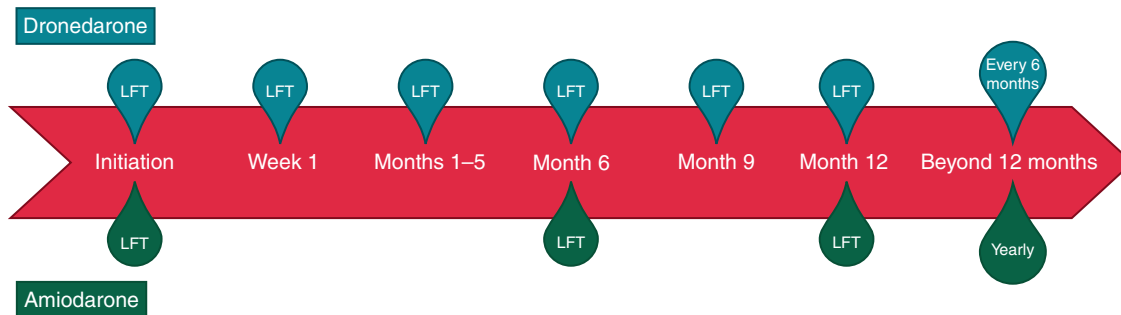 Dronedarone
LFT LFT LFT LFT LFT LFT Every 6
months
Initiation Week 1 Months 1–5 Month 6 Month 9 Month 12 Beyond 12 months
LFT LFT LFT Yearly
Amiodarone